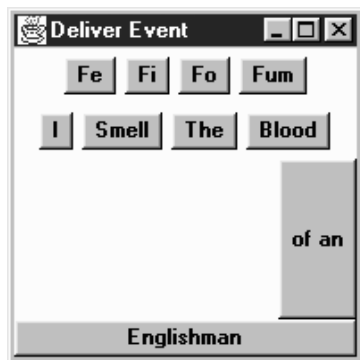 Deliver Event
Fe Fi Fo Fum
I Smell The Blood
of an
Englishman